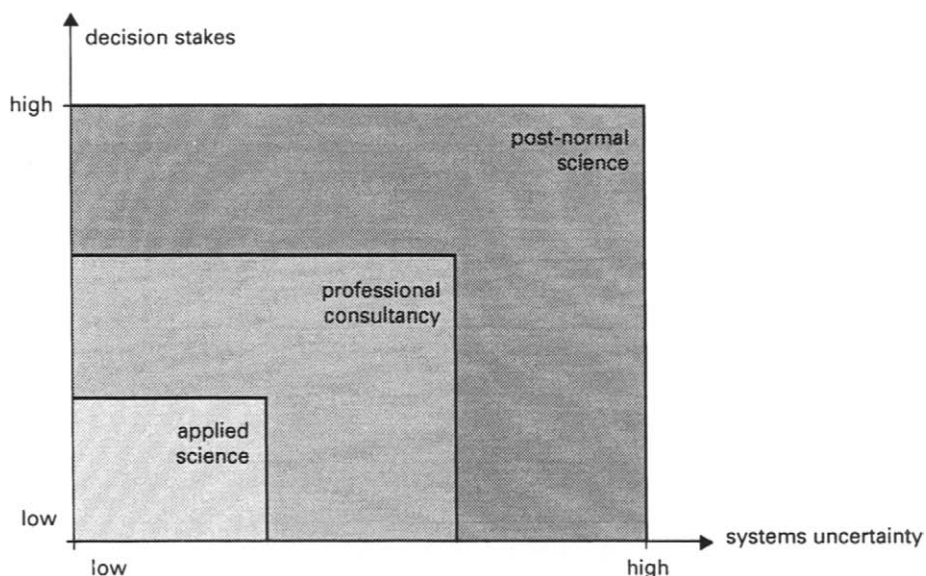 decision stakes
high
post-normal
science
professional
consultancy
applied
science
low
systems uncertainty
low
high